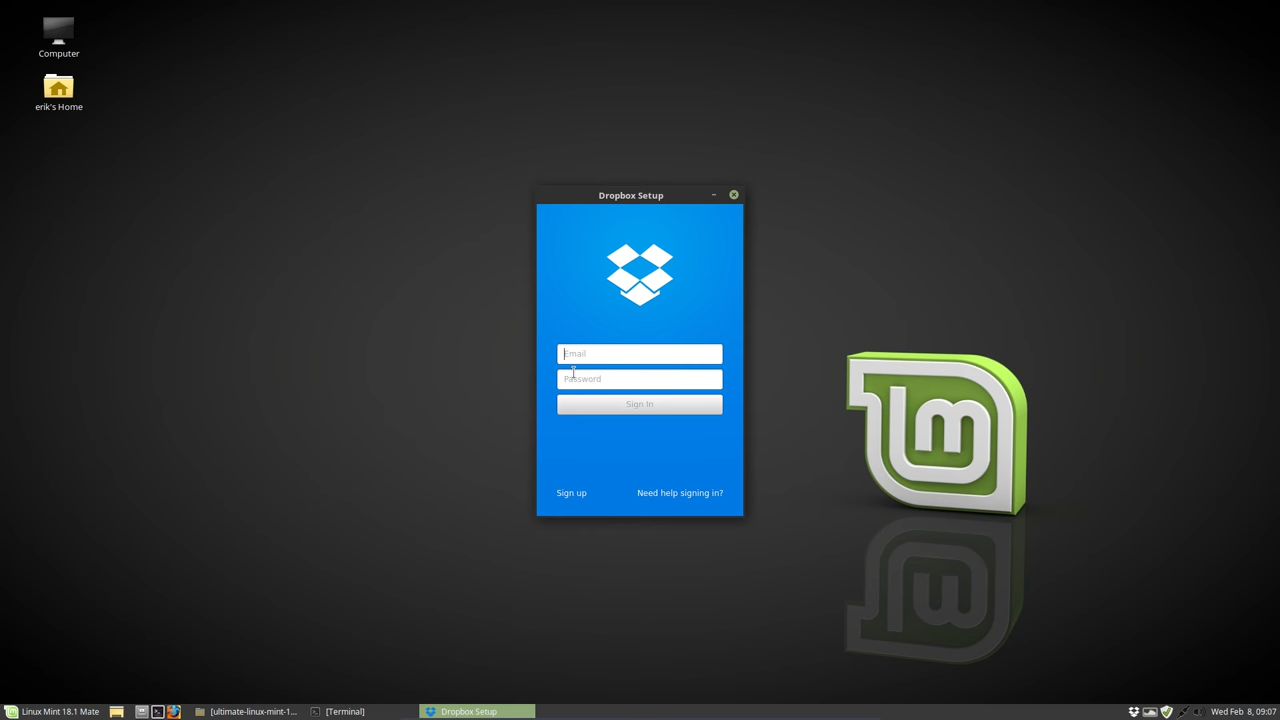 Computer
erik's Home
Dropbox Setup
Email
Password
Sign In
Sign up
Need help signing in?
Linux Mint 18.1 Mate
[ultimate-linux-mint-1...
[Terminal]
Dropbox Setup
Wed Feb 8, 09:07